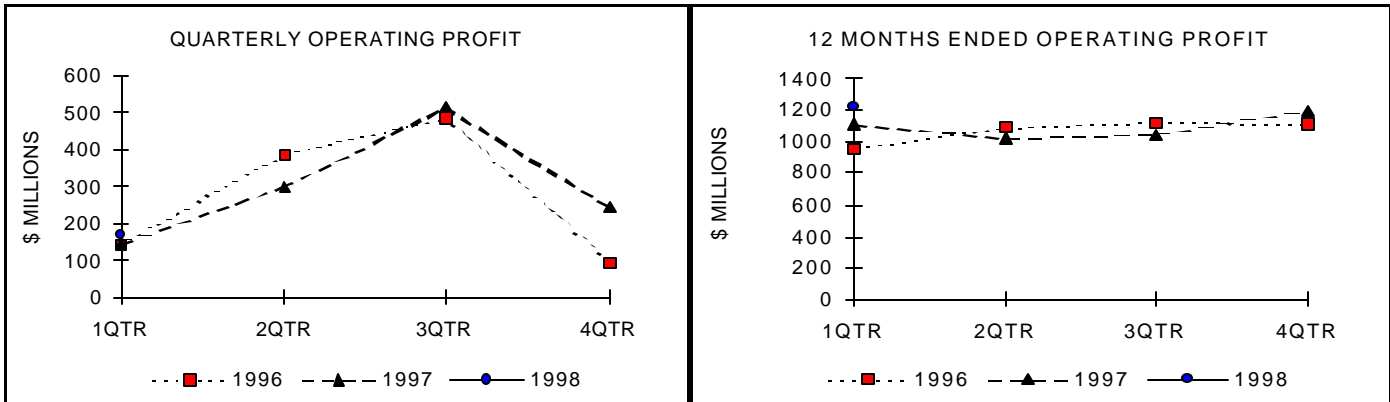 QUARTERLY OPERATING PROFIT
600
500
400
300
200
100
0
$ MILLIONS
1QTR 2QTR 3QTR 4QTR
1996 1997 1998
12 MONTHS ENDED OPERATING PROFIT
1400
1200
1000
800
600
400
200
0
$ MILLIONS
1QTR 2QTR 3QTR 4QTR
1996 1997 1998